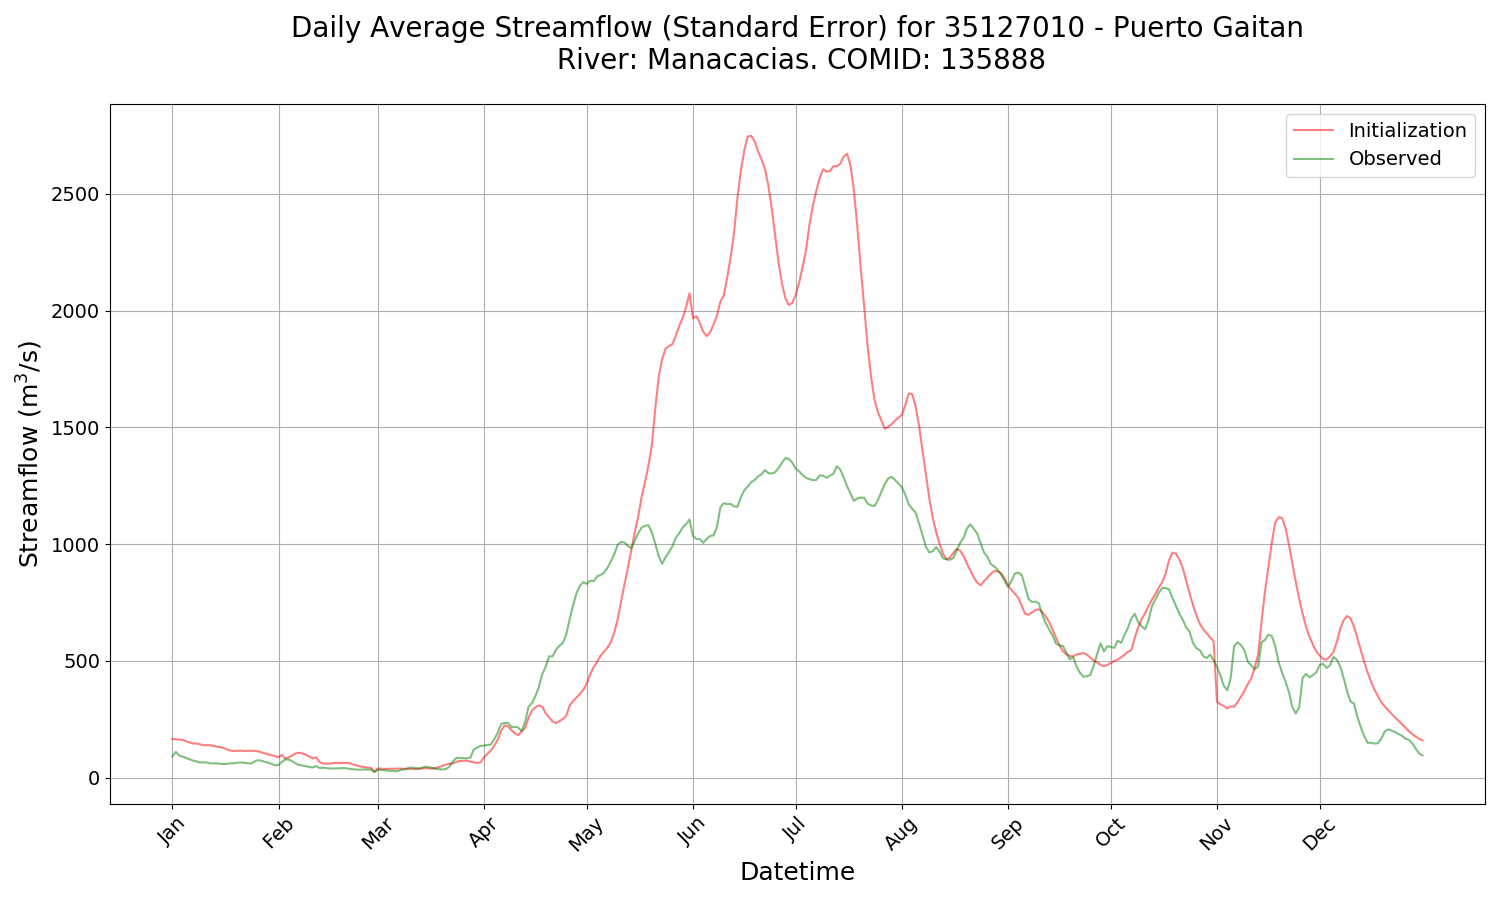 Daily Average Streamflow (Standard Error) for 35127010 - Puerto Gaitan
River: Manacacias. COMID: 135888
Initialization
Observed
2500
2000
1500
1000
500
0
Streamflow (m³/s)
Jan
Feb
Mar
Apr
May
Jun
Jul
Aug
Sep
Oct
Nov
Dec
Datetime